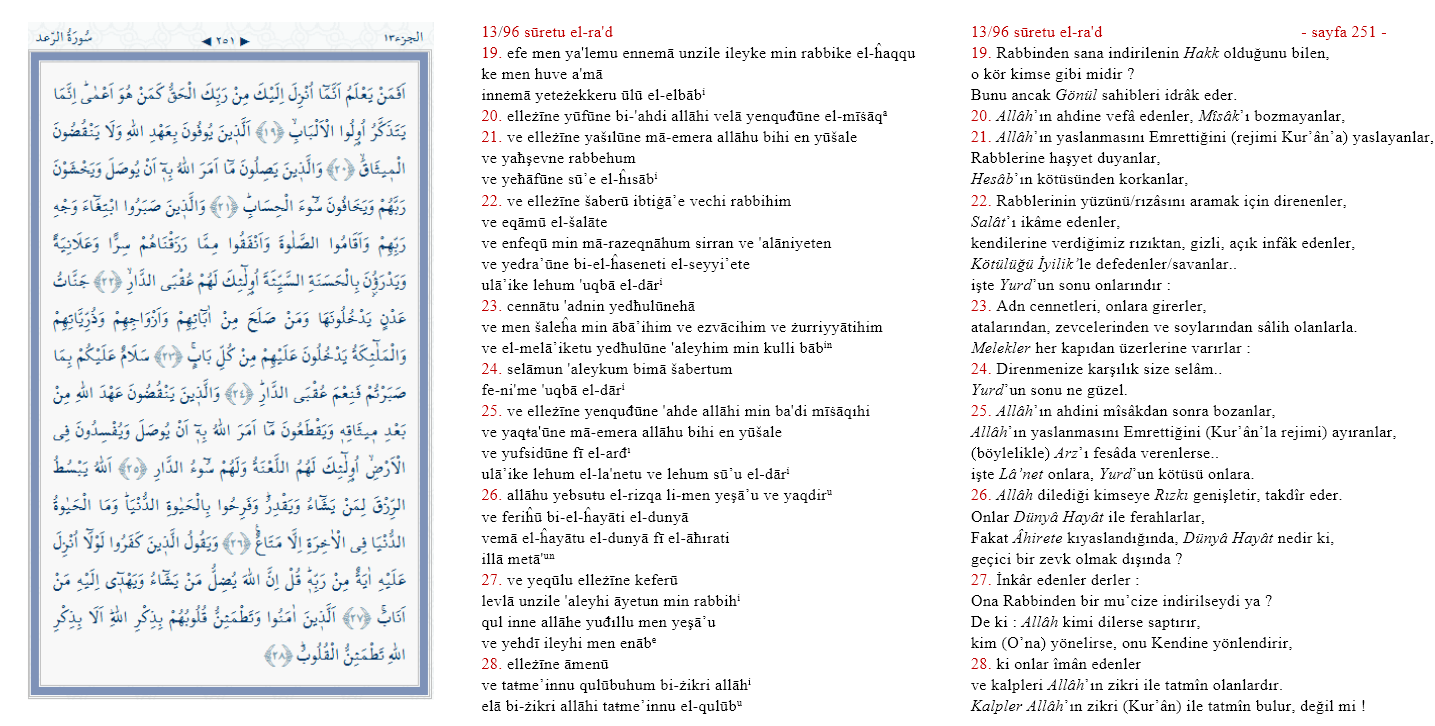 سُورَةُ الرّعد
◄ ٢٥١ ►
الجزء١٣
اَفَمَنْ يَعْلَمُ اَنَّمَٓا اُنْزِلَ اِلَيْكَ مِنْ رَبِّكَ الْحَقُّ كَمَنْ هُوَ اَعْمٰىۜ اِنَّمَا
يَتَذَكَّرُ اُو۬لُوا الْاَلْبَابِۙ ﴿١٩﴾ اَلَّذ۪ينَ يُوفُونَ بِعَهْدِ اللّٰهِ وَلَا يَنْقُضُونَ
الْم۪يثَاقَۙ ﴿٢٠﴾ وَالَّذ۪ينَ يَصِلُونَ مَٓا اَمَرَ اللّٰهُ بِه۪ٓ اَنْ يُوصَلَ وَيَخْشَوْنَ
رَبَّهُمْ وَيَخَافُونَ سُٓوءَ الْحِسَابِۜ ﴿٢١﴾ وَالَّذ۪ينَ صَبَرُوا ابْتِغَٓاءَ وَجْهِ
رَبِّهِمْ وَاَقَامُوا الصَّلٰوةَ وَاَنْفَقُوا مِمَّا رَزَقْنَاهُمْ سِرًّا وَعَلَانِيَةً
وَيَدْرَؤُ۫نَ بِالْحَسَنَةِ السَّيِّئَةَ اُو۬لٰٓئِكَ لَهُمْ عُقْبَى الدَّارِۙ ﴿٢٢﴾ جَنَّاتُ
عَدْنٍ يَدْخُلُونَهَا وَمَنْ صَلَحَ مِنْ اٰبَٓائِهِمْ وَاَزْوَاجِهِمْ وَذُرِّيَّاتِهِمْ
وَالْمَلٰٓئِكَةُ يَدْخُلُونَ عَلَيْهِمْ مِنْ كُلِّ بَابٍۚ ﴿٢٣﴾ سَلَامٌ عَلَيْكُمْ بِمَا
صَبَرْتُمْ فَنِعْمَ عُقْبَى الدَّارِۜ ﴿٢٤﴾ وَالَّذ۪ينَ يَنْقُضُونَ عَهْدَ اللّٰهِ مِنْ
بَعْدِ م۪يثَاقِه۪ وَيَقْطَعُونَ مَٓا اَمَرَ اللّٰهُ بِه۪ٓ اَنْ يُوصَلَ وَيُفْسِدُونَ فِي
الْاَرْضِۙ اُو۬لٰٓئِكَ لَهُمُ اللَّعْنَةُ وَلَهُمْ سُٓوءُ الدَّارِ ﴿٢٥﴾ اَللّٰهُ يَبْسُطُ
الرِّزْقَ لِمَنْ يَشَٓاءُ وَيَقْدِرُۜ وَفَرِحُوا بِالْحَيٰوةِ الدُّنْيَاۜ وَمَا الْحَيٰوةُ
الدُّنْيَا فِي الْاٰخِرَةِ اِلَّا مَتَاعٌ۟ ﴿٢٦﴾ وَيَقُولُ الَّذ۪ينَ كَفَرُوا لَوْلَٓا اُنْزِلَ
عَلَيْهِ اٰيَةٌ مِنْ رَبِّه۪ۜ قُلْ اِنَّ اللّٰهَ يُضِلُّ مَنْ يَشَٓاءُ وَيَهْد۪ٓي اِلَيْهِ مَنْ
اَنَابَۚ ﴿٢٧﴾ اَلَّذ۪ينَ اٰمَنُوا وَتَطْمَئِنُّ قُلُوبُهُمْ بِذِكْرِ اللّٰهِۜ اَلَا بِذِكْرِ
اللّٰهِ تَطْمَئِنُّ الْقُلُوبُۜ ﴿٢٨﴾
13/96 sūretu el-ra'd
19. efe men ya'lemu ennemā unzile ileyke min rabbike el-ĥaqqu
ke men huve a'mā
innemā yeteżekkeru ūlū el-elbābⁱ
20. elleżīne yūfūne bi-'ahdi allāhi velā yenquđūne el-mīšāqᵃ
21. ve elleżīne yašılūne mā-emera allāhu bihi en yūšale
ve yaħşevne rabbehum
ve yeħāfūne sū’e el-ĥısābⁱ
22. ve elleżīne šaberū ibtiġā’e vechi rabbihim
ve eqāmū el-šalāte
ve enfeqū min mā-razeqnāhum sirran ve 'alāniyeten
ve yedra’ūne bi-el-ĥaseneti el-seyyi’ete
ulā’ike lehum 'uqbā el-dārⁱ
23. cennātu 'adnin yedħulūnehā
ve men šaleĥa min ābā’ihim ve ezvācihim ve żurriyyātihim
ve el-melā’iketu yedħulūne 'aleyhim min kulli bābⁱⁿ
24. selāmun 'aleykum bimā šabertum
fe-ni'me 'uqbā el-dārⁱ
25. ve elleżīne yenquđūne 'ahde allāhi min ba'di mīšāqıhi
ve yaqŧa'ūne mā-emera allāhu bihi en yūšale
ve yufsidūne fī el-arđⁱ
ulā’ike lehum el-la'netu ve lehum sū’u el-dārⁱ
26. allāhu yebsuŧu el-rizqa li-men yeşā’u ve yaqdirᵘ
ve feriĥū bi-el-ĥayāti el-dunyā
vemā el-ĥayātu el-dunyā fī el-āħırati
illā metā'ᵘⁿ
27. ve yeqūlu elleżīne keferū
levlā unzile 'aleyhi āyetun min rabbihⁱ
qul inne allāhe yuđıllu men yeşā’u
ve yehdī ileyhi men enābᵉ
28. elleżīne āmenū
ve taŧme’innu qulūbuhum bi-żikri allāhⁱ
elā bi-żikri allāhi taŧme’innu el-qulūbᵘ
13/96 sūretu el-ra'd - sayfa 251 -
19. Rabbinden sana indirilenin Hakk olduğunu bilen,
o kör kimse gibi midir ?
Bunu ancak Gönül sahibleri idrâk eder.
20. Allâh’ın ahdine vefâ edenler, Mîsâk’ı bozmayanlar,
21. Allâh’ın yaslanmasını Emrettiğini (rejimi Kur’ân’a) yaslayanlar,
Rabblerine haşyet duyanlar,
Hesâb’ın kötüsünden korkanlar,
22. Rabblerinin yüzünü/rızâsını aramak için direnenler,
Salât’ı ikâme edenler,
kendilerine verdiğimiz rızıktan, gizli, açık infâk edenler,
Kötülüğü İyilik’le defedenler/savanlar..
işte Yurd’un sonu onlarındır :
23. Adn cennetleri, onlara girerler,
atalarından, zevcelerinden ve soylarından sâlih olanlarla.
Melekler her kapıdan üzerlerine varırlar :
24. Direnmenize karşılık size selâm..
Yurd’un sonu ne güzel.
25. Allâh’ın ahdini mîsâkdan sonra bozanlar,
Allâh’ın yaslanmasını Emrettiğini (Kur’ân’la rejimi) ayıranlar,
(böylelikle) Arz’ı fesâda verenlerse..
işte Lâ’net onlara, Yurd’un kötüsü onlara.
26. Allâh dilediği kimseye Rızkı genişletir, takdîr eder.
Onlar Dünyâ Hayât ile ferahlarlar,
Fakat Âhirete kıyaslandığında, Dünyâ Hayât nedir ki,
geçici bir zevk olmak dışında ?
27. İnkâr edenler derler :
Ona Rabbinden bir mu’cize indirilseydi ya ?
De ki : Allâh kimi dilerse saptırır,
kim (O’na) yönelirse, onu Kendine yönlendirir,
28. ki onlar îmân edenler
ve kalpleri Allâh’ın zikri ile tatmîn olanlardır.
Kalpler Allâh’ın zikri (Kur’ân) ile tatmîn bulur, değil mi !